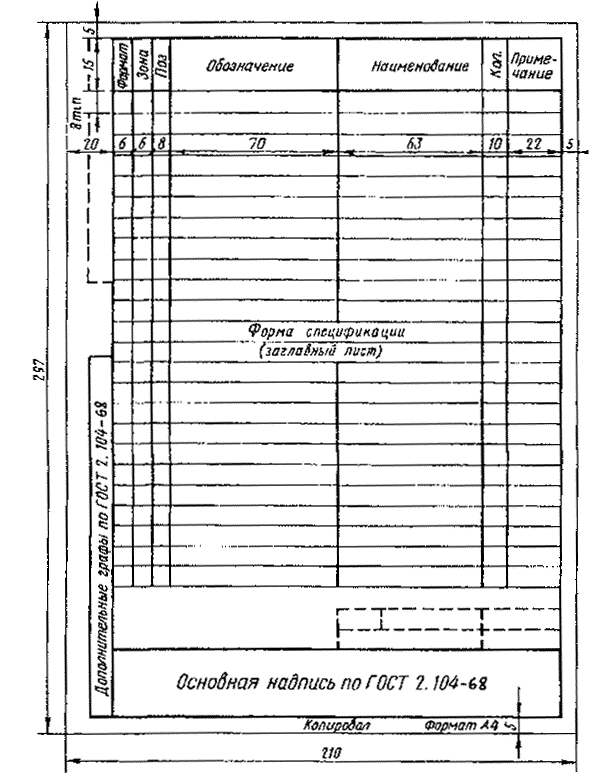 5
15
8 min
Формат
Зона
Поз
Обозначение
Наименование
Кол.
Приме-
чание
20 6 6 8 70 63 10 22 5
Форма спецификации
(заглавный лист)
297
Дополнительные графы по ГОСТ 2.104-68
Основная надпись по ГОСТ 2.104-68
Копировал Формат А4 5
210